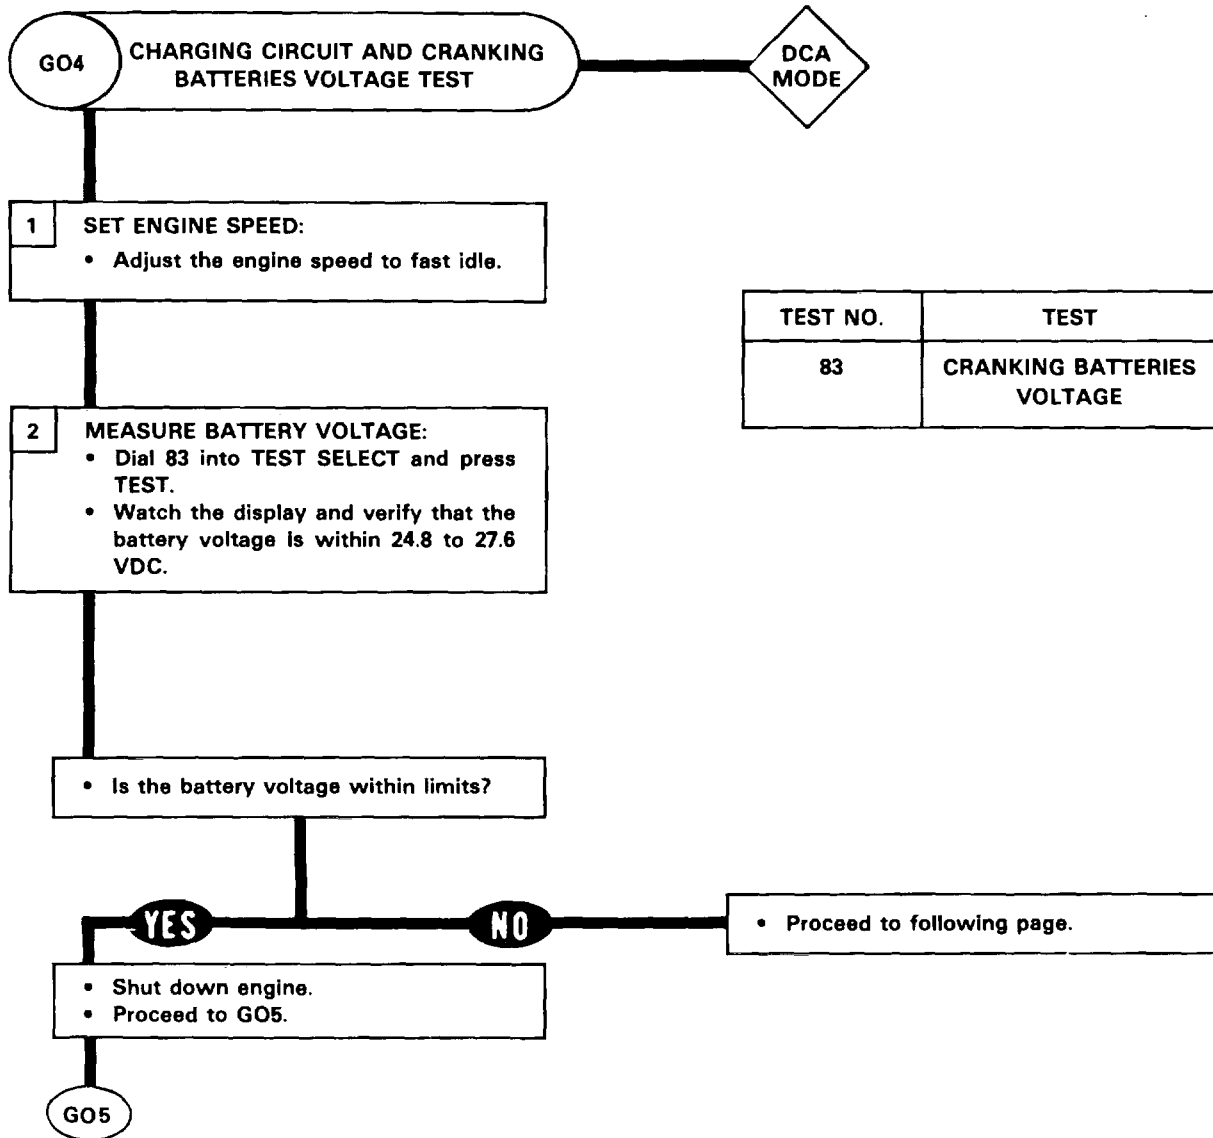 GO4
CHARGING CIRCUIT AND CRANKING
BATTERIES VOLTAGE TEST
DCA
MODE
1
SET ENGINE SPEED:
• Adjust the engine speed to fast idle.
TEST NO.
TEST
83
CRANKING BATTERIES
VOLTAGE
2
MEASURE BATTERY VOLTAGE:
• Dial 83 into TEST SELECT and press
TEST.
• Watch the display and verify that the
battery voltage is within 24.8 to 27.6
VDC.
• Is the battery voltage within limits?
YES
NO
• Proceed to following page.
• Shut down engine.
• Proceed to GO5.
GO5